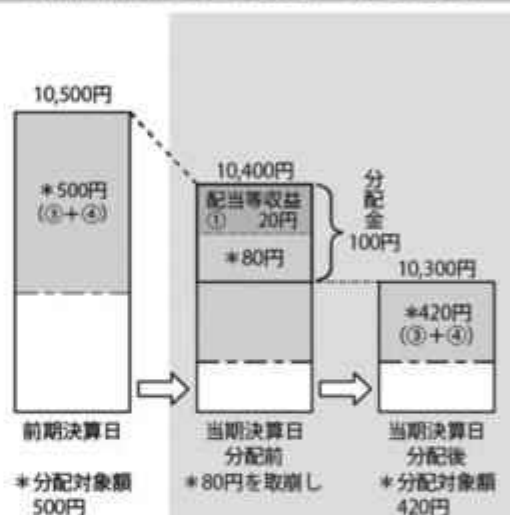 10,500円
*500円
(③+④)
10,400円
配当等収益
① 20円
*80円
分配金
100円
10,300円
*420円
(③+④)
前期決算日
*分配対象額
500円
当期決算日
分配前
*80円を取崩し
当期決算日
分配後
*分配対象額
420円